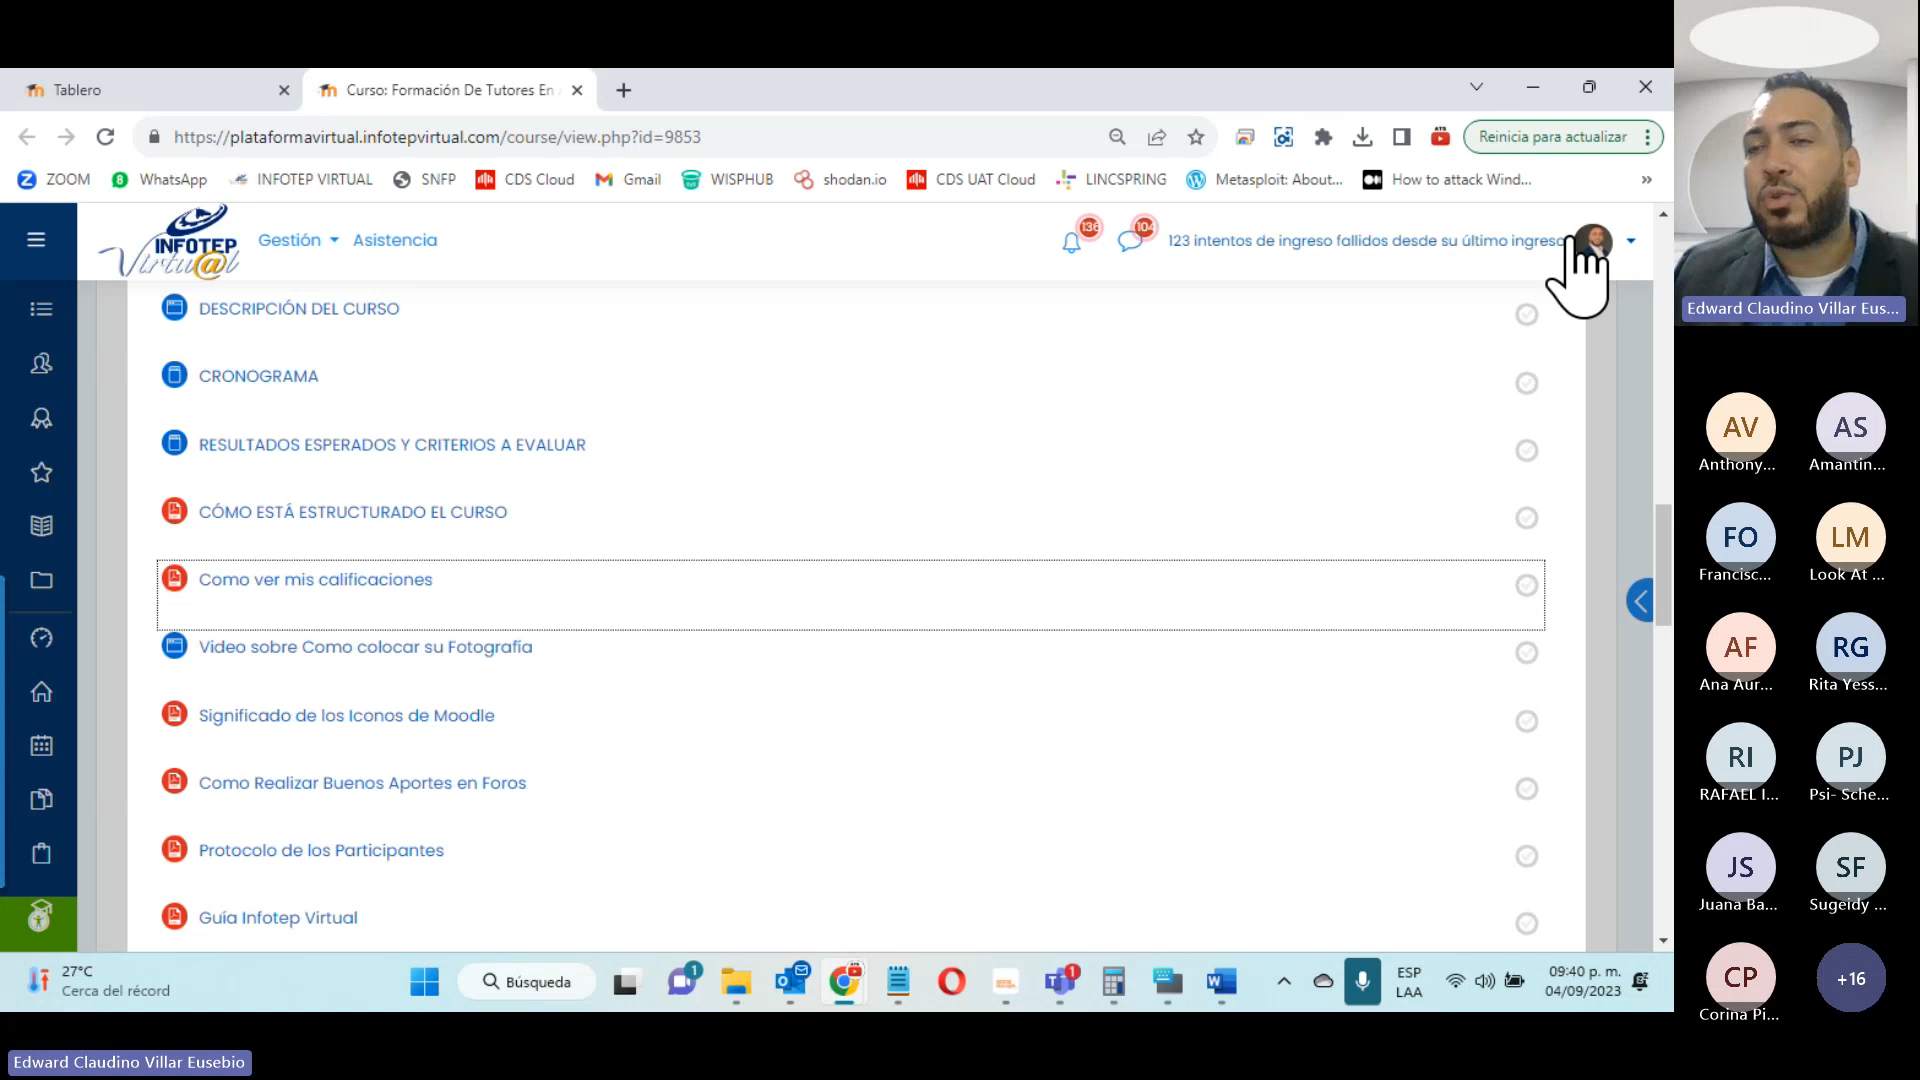 Tablero
Curso: Formación De Tutores En
https://plataformavirtual.infotepvirtual.com/course/view.php?id=9853
Reinicia para actualizar
ZOOM
WhatsApp
INFOTEP VIRTUAL
SNFP
CDS Cloud
Gmail
WISPHUB
shodan.io
CDS UAT Cloud
LINCSPRING
Metasploit: About...
How to attack Wind...
»
INFOTEP
Virtu@l
Gestión
Asistencia
136
104
123 intentos de ingreso fallidos desde su último ingreso
DESCRIPCIÓN DEL CURSO
CRONOGRAMA
RESULTADOS ESPERADOS Y CRITERIOS A EVALUAR
CÓMO ESTÁ ESTRUCTURADO EL CURSO
Como ver mis calificaciones
Video sobre Como colocar su Fotografía
Significado de los Iconos de Moodle
Como Realizar Buenos Aportes en Foros
Protocolo de los Participantes
Guía Infotep Virtual
27°C
Cerca del récord
Búsqueda
1
1
ESP
LAA
09:40 p. m.
04/09/2023
Edward Claudino Villar Eusebio
Edward Claudino Villar Eus...
AV
Anthony...
AS
Amantin...
FO
Francisc...
LM
Look At ...
AF
Ana Aur...
RG
Rita Yess...
RI
RAFAEL I...
PJ
Psi- Sche...
JS
Juana Ba...
SF
Sugeidy ...
CP
Corina Pi...
+16